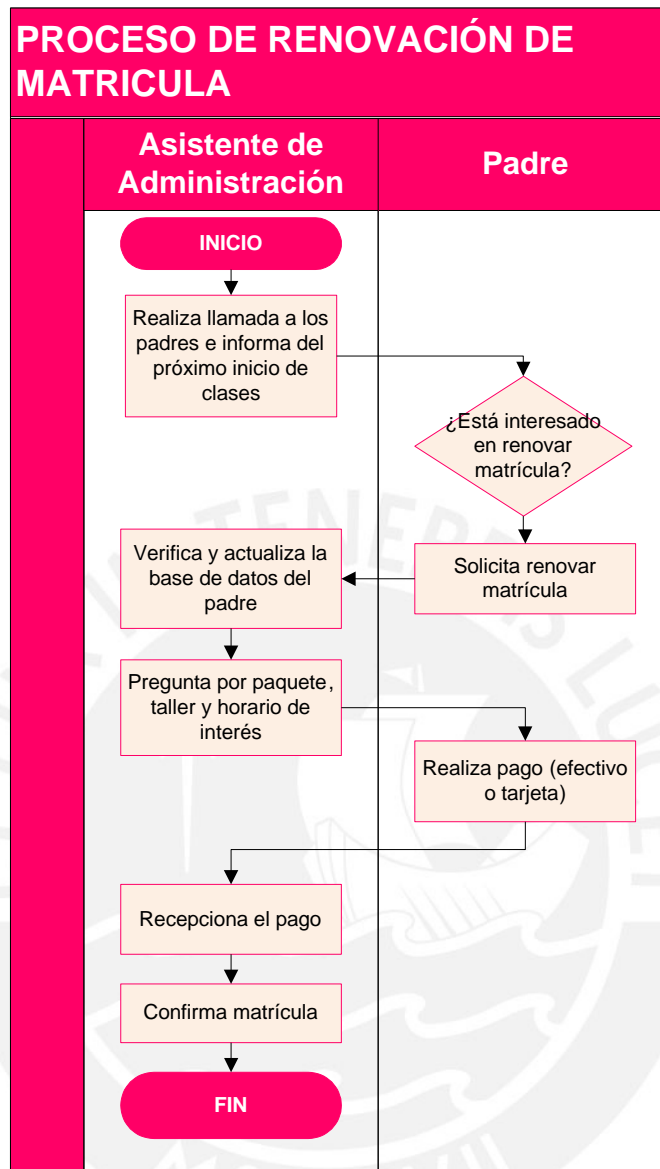 PROCESO DE RENOVACIÓN DE
MATRICULA
Asistente de
Administración
Padre
INICIO
Realiza llamada a los
padres e informa del
próximo inicio de
clases
¿Está interesado
en renovar
matrícula?
Solicita renovar
matrícula
Verifica y actualiza la
base de datos del
padre
Pregunta por paquete,
taller y horario de
interés
Realiza pago (efectivo
o tarjeta)
Recepciona el pago
Confirma matrícula
FIN